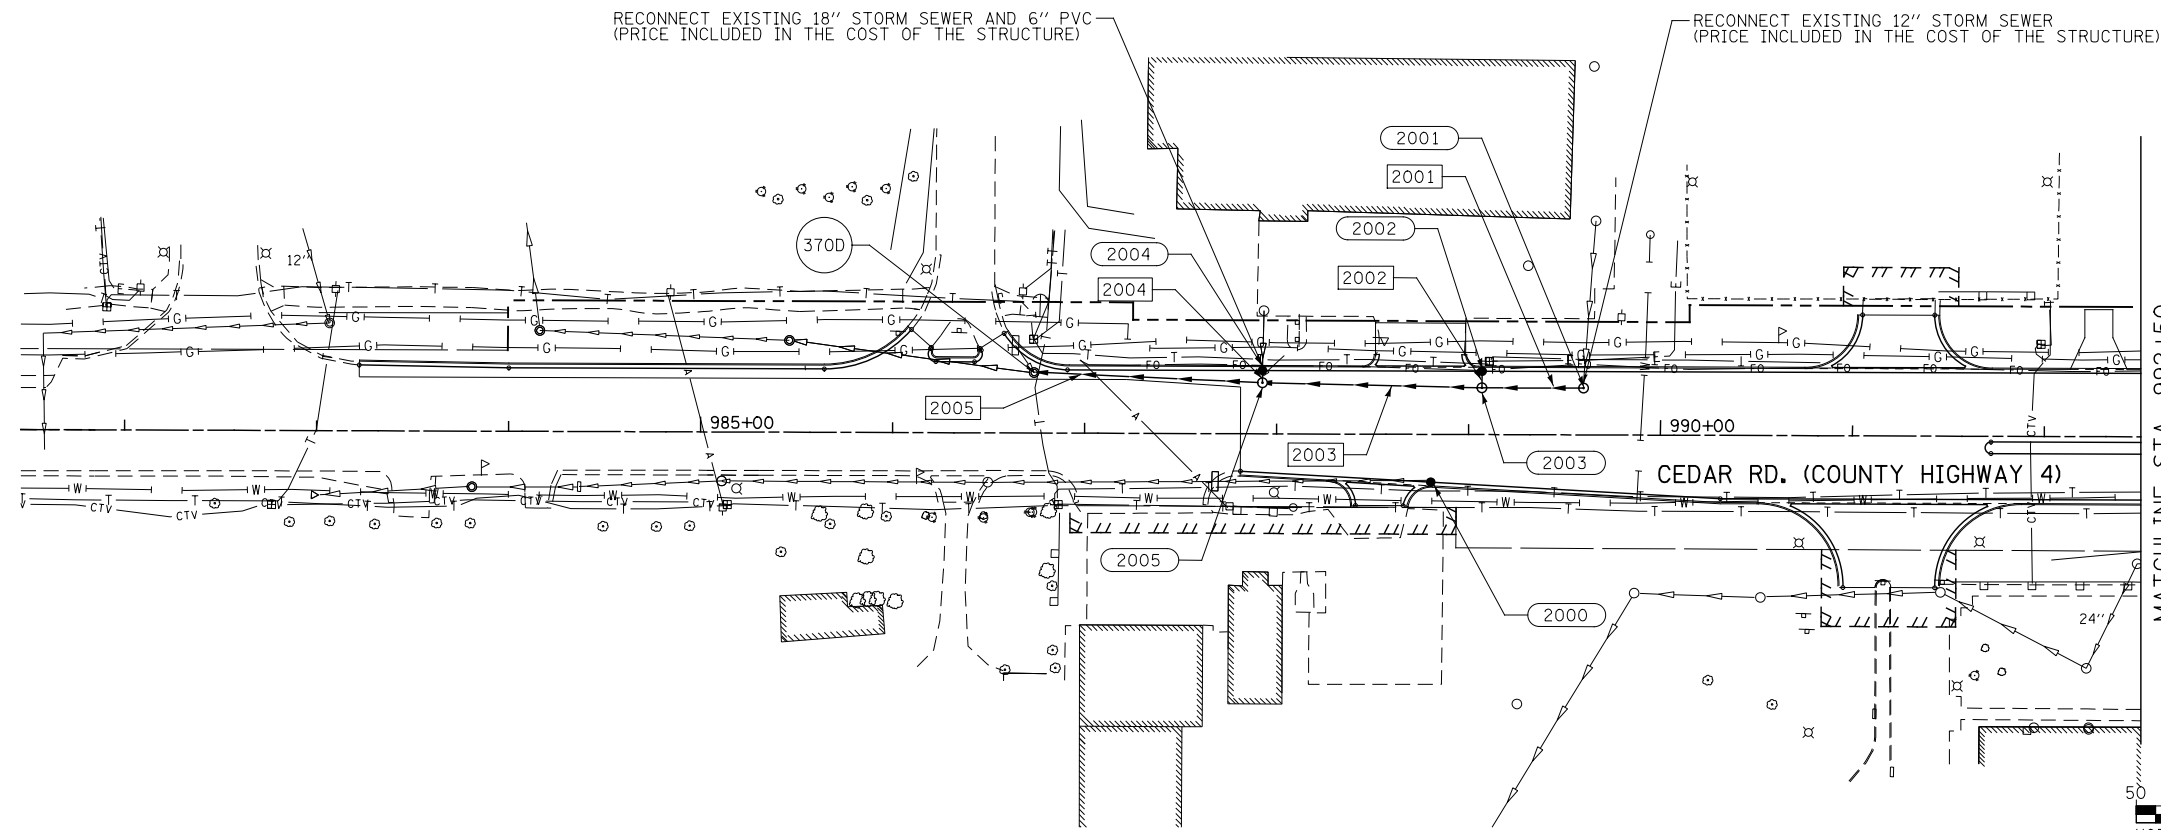 RECONNECT EXISTING 18" STORM SEWER AND 6" PVC
(PRICE INCLUDED IN THE COST OF THE STRUCTURE)
RECONNECT EXISTING 12" STORM SEWER
(PRICE INCLUDED IN THE COST OF THE STRUCTURE)
2001
2001
2002
370D
2004
12"
2002
2004
2005
985+00
990+00
2003
2003
CEDAR RD. (COUNTY HIGHWAY 4)
2005
2000
24"
50